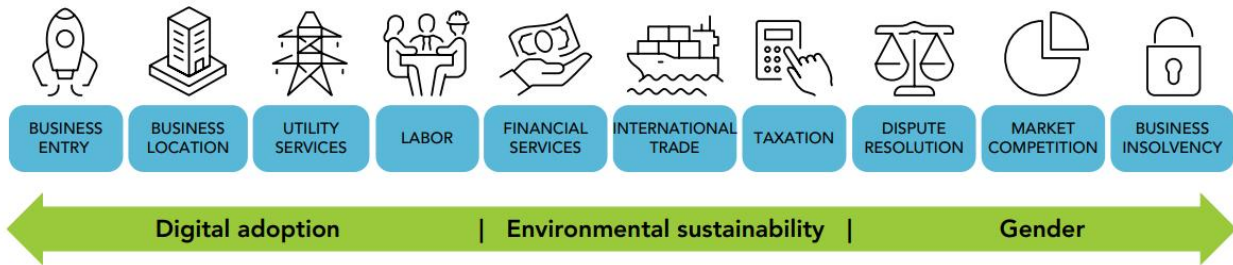 BUSINESS ENTRY
BUSINESS LOCATION
UTILITY SERVICES
LABOR
FINANCIAL SERVICES
INTERNATIONAL TRADE
TAXATION
DISPUTE RESOLUTION
MARKET COMPETITION
BUSINESS INSOLVENCY
Digital adoption | Environmental sustainability | Gender